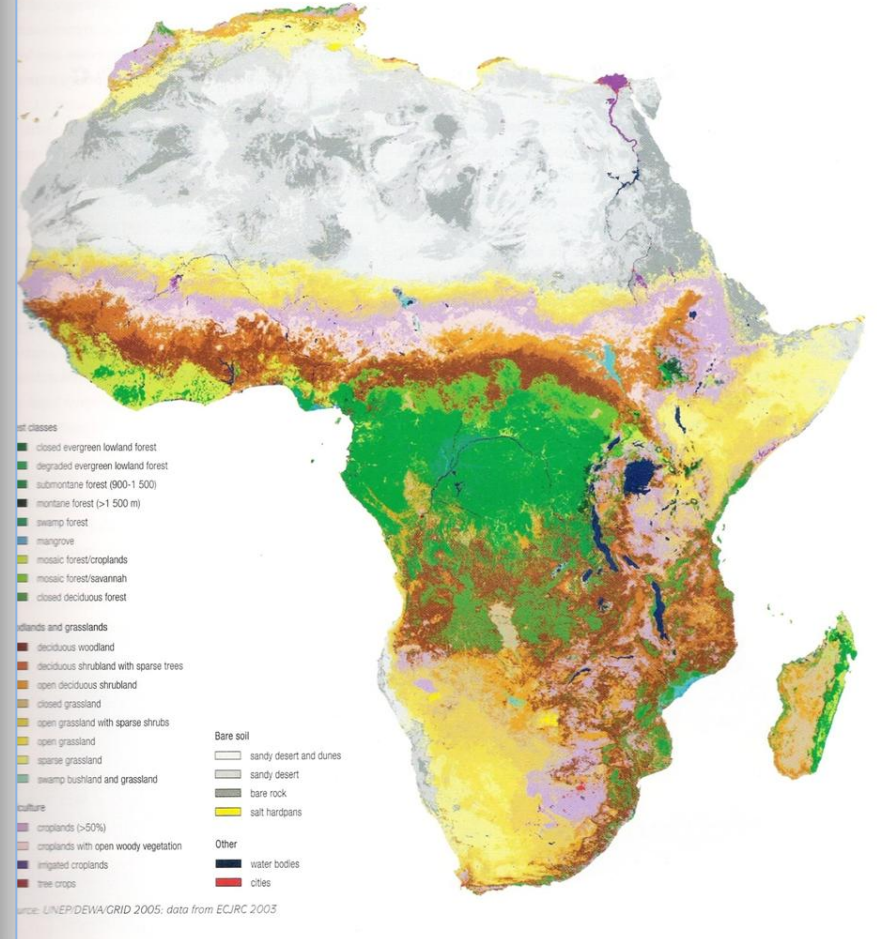 st classes
closed evergreen lowland forest
degraded evergreen lowland forest
submontane forest (900-1 500)
montane forest (>1 500 m)
swamp forest
mangrove
mosaic forest/croplands
mosaic forest/savannah
closed deciduous forest
dlands and grasslands
deciduous woodland
deciduous shrubland with sparse trees
open deciduous shrubland
closed grassland
open grassland with sparse shrubs
open grassland
sparse grassland
swamp bushland and grassland
culture
croplands (>50%)
croplands with open woody vegetation
irrigated croplands
tree crops
Bare soil
sandy desert and dunes
sandy desert
bare rock
salt hardpans
Other
water bodies
cities
urce: UNEP/DEWA/GRID 2005; data from ECJRC 2003